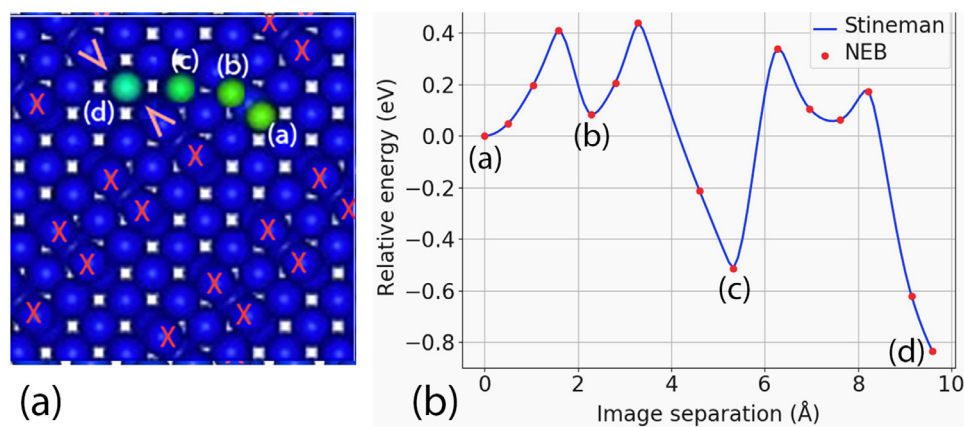 X X
X
X
X
X X
X X
X X
X X
X X
X X
X
(d)
(c)
(b)
(a)
(a)
0.4
0.2
0.0
−0.2
−0.4
−0.6
−0.8
Relative energy (eV)
Stineman
NEB
(a)
(b)
(c)
(d)
0 2 4 6 8 10
Image separation (Å)
(b)